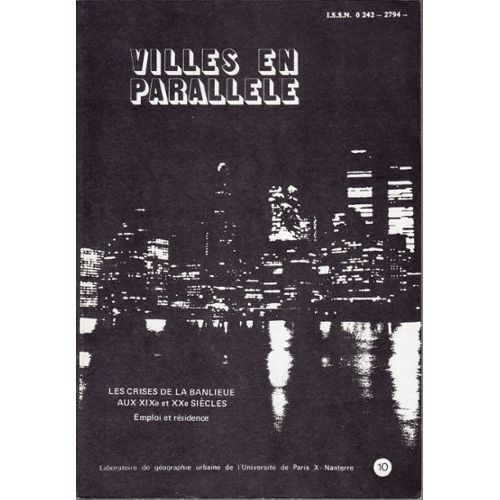 I.S.S.N. 0 242 – 2794 –
VILLES EN
PARALLELE
LES CRISES DE LA BANLIEUE
AUX XIXe et XXe SIÈCLES
Emploi et résidence
Laboratoire de géographie urbaine de l'Université de Paris X - Nanterre
10